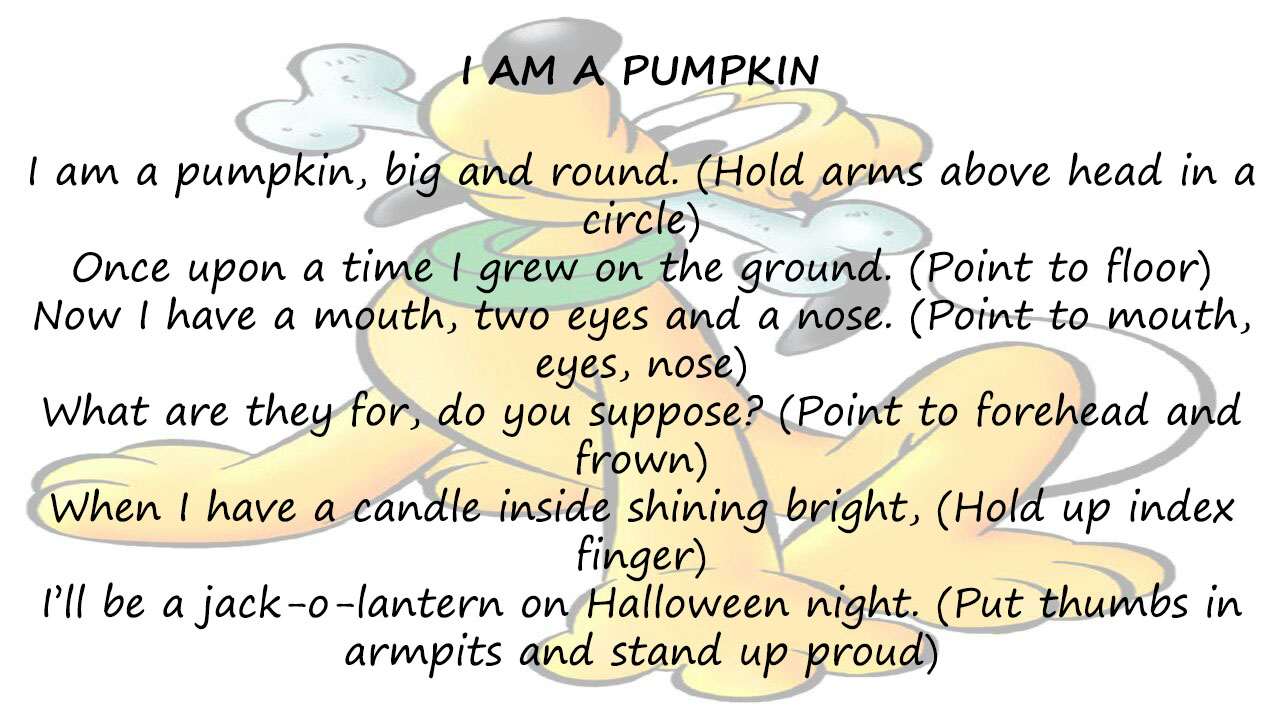 I AM A PUMPKIN
I am a pumpkin, big and round. (Hold arms above head in a
circle)
Once upon a time I grew on the ground. (Point to floor)
Now I have a mouth, two eyes and a nose. (Point to mouth,
eyes, nose)
What are they for, do you suppose? (Point to forehead and
frown)
When I have a candle inside shining bright, (Hold up index
finger)
I’ll be a jack-o-lantern on Halloween night. (Put thumbs in
armpits and stand up proud)